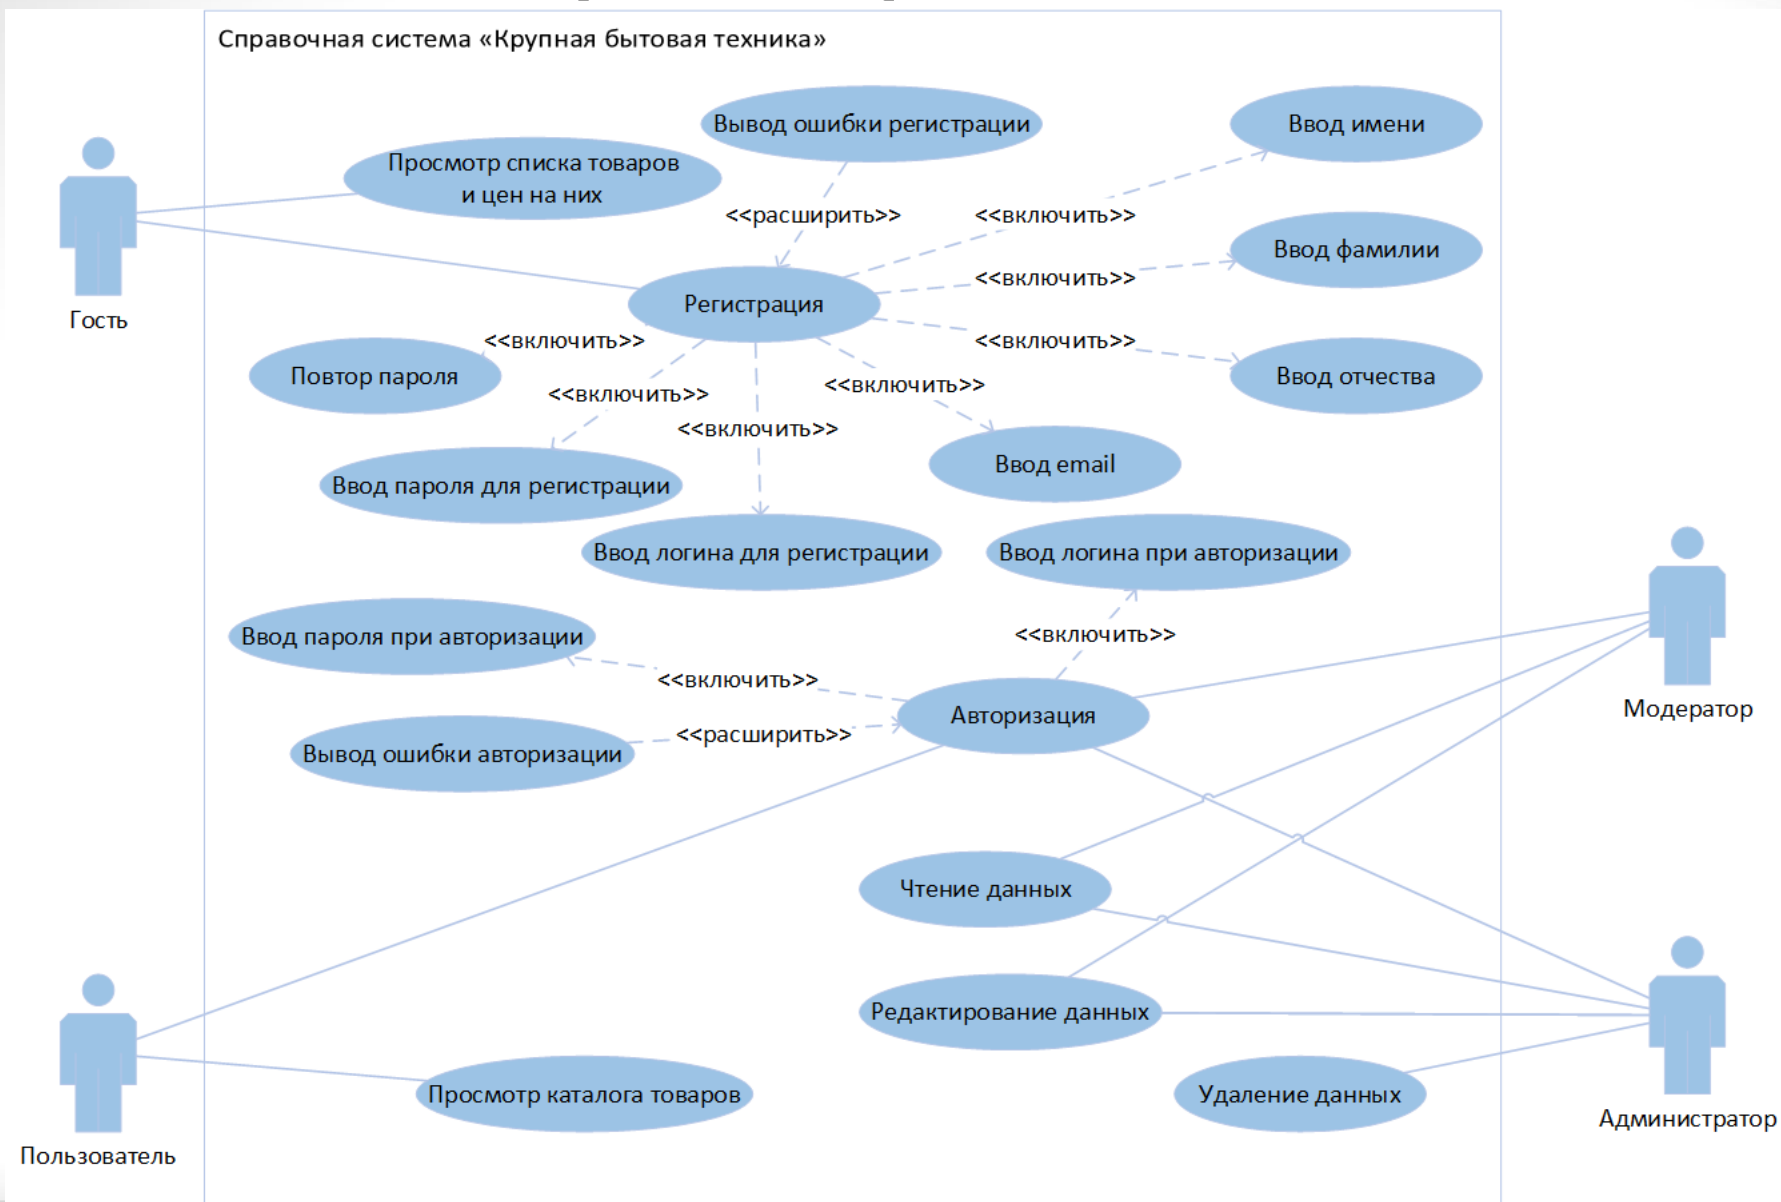 Справочная система «Крупная бытовая техника»
Вывод ошибки регистрации
Ввод имени
Просмотр списка товаров
и цен на них
<<расширить>>
<<включить>>
Ввод фамилии
<<включить>>
Гость
Регистрация
<<включить>>
<<включить>>
Повтор пароля
<<включить>>
<<включить>>
Ввод отчества
<<включить>>
Ввод email
Ввод пароля для регистрации
Ввод логина для регистрации
Ввод логина при авторизации
Ввод пароля при авторизации
<<включить>>
<<включить>>
Авторизация
Модератор
<<расширить>>
Вывод ошибки авторизации
Чтение данных
Редактирование данных
Просмотр каталога товаров
Удаление данных
Администратор
Пользователь